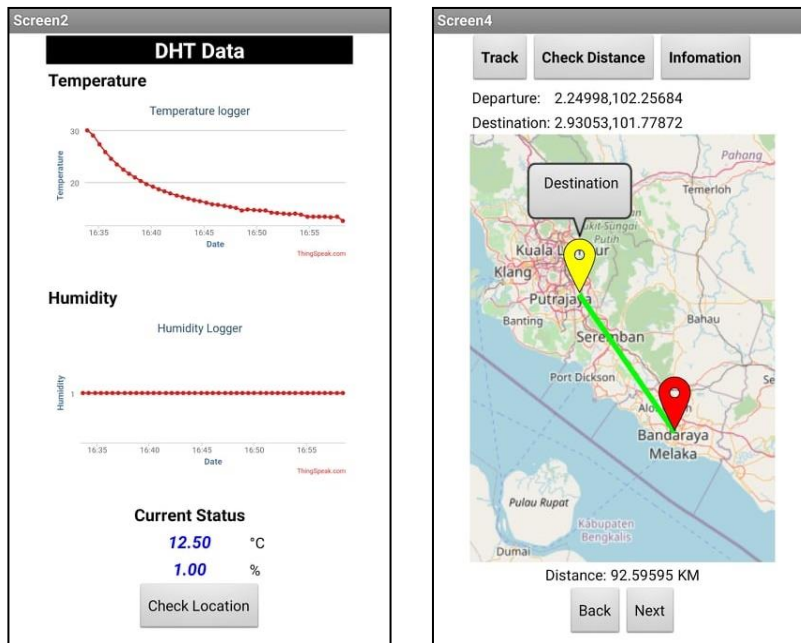 Screen2
DHT Data
Temperature
Temperature logger
30
20
Temperature
16:35 16:40 16:45 16:50 16:55
Date
ThingSpeak.com
Humidity
Humidity Logger
1
Humidity
16:35 16:40 16:45 16:50 16:55
Date
ThingSpeak.com
Current Status
12.50 °C
1.00 %
Check Location
Screen4
Track Check Distance Infomation
Departure: 2.24998,102.25684
Destination: 2.93053,101.77872
Pahang
Destination
Temerloh
Putih
Kuala
Klang
Putrajaya
Banting
Bahau
Seremban
Port Dickson
Bandaraya
Melaka
Pulau Rupat
Kabupaten
Bengkalis
Dumai
Distance: 92.59595 KM
Back Next